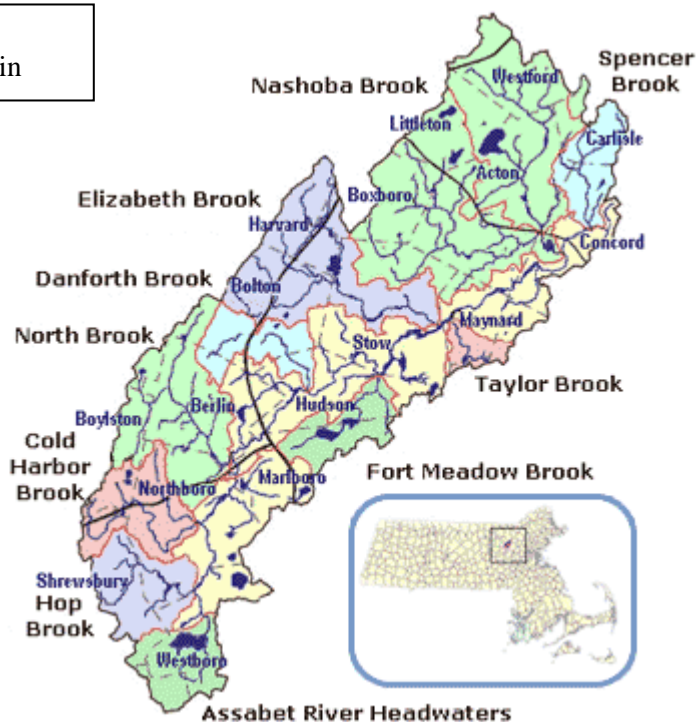 in
Spencer
Brook
Nashoba Brook
Westford
Littleton
Carlisle
Acton
Elizabeth Brook
Boxboro
Harvard
Concord
Danforth Brook
Bolton
North Brook
Maynard
Stow
Taylor Brook
Berlin
Hudson
Boylston
Cold
Harbor
Brook
Fort Meadow Brook
Marlboro
Northboro
Shrewsbury
Hop
Brook
Westboro
Assabet River Headwaters